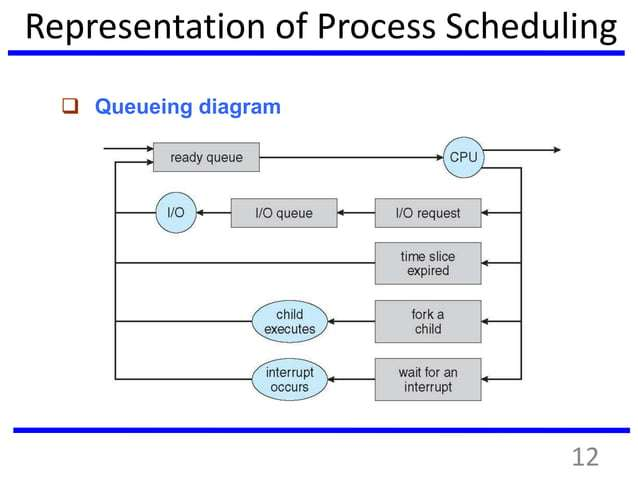 Representation of Process Scheduling
Queueing diagram
ready queue
CPU
I/O
I/O queue
I/O request
time slice
expired
child
executes
fork a
child
interrupt
occurs
wait for an
interrupt
12